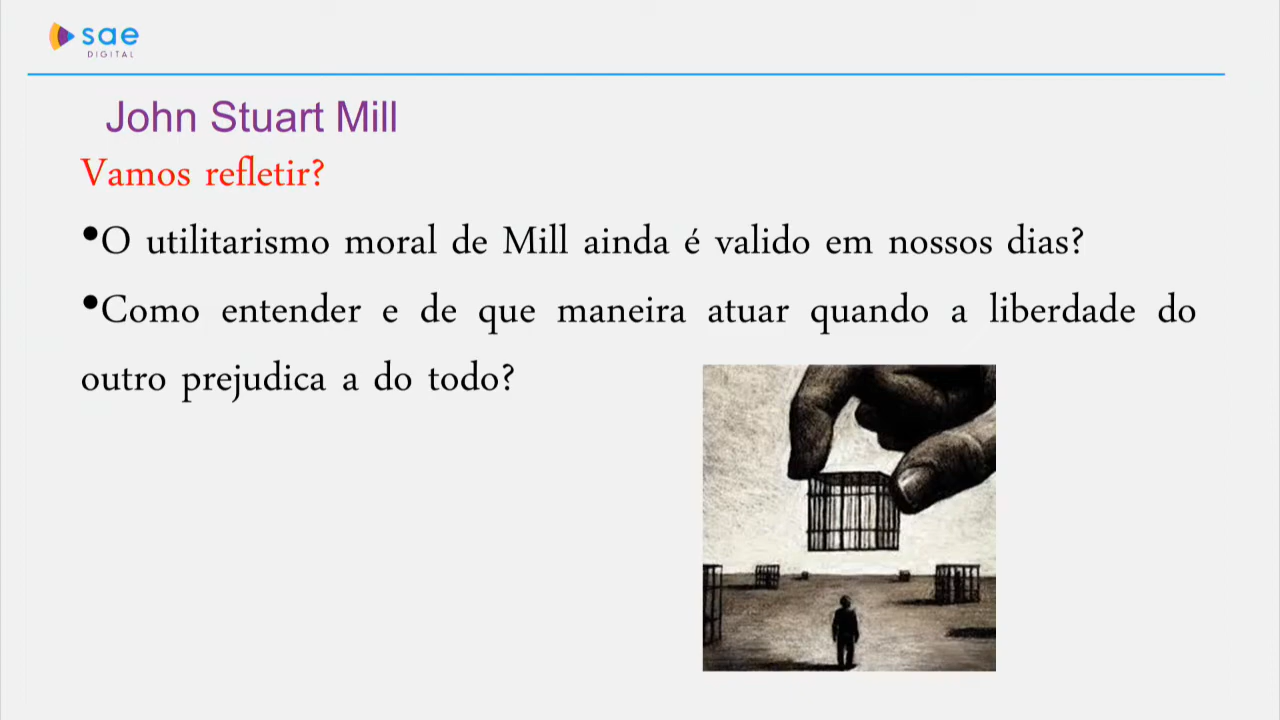 sae
DIGITAL
John Stuart Mill
Vamos refletir?
•O utilitarismo moral de Mill ainda é valido em nossos dias?
•Como entender e de que maneira atuar quando a liberdade do
outro prejudica a do todo?